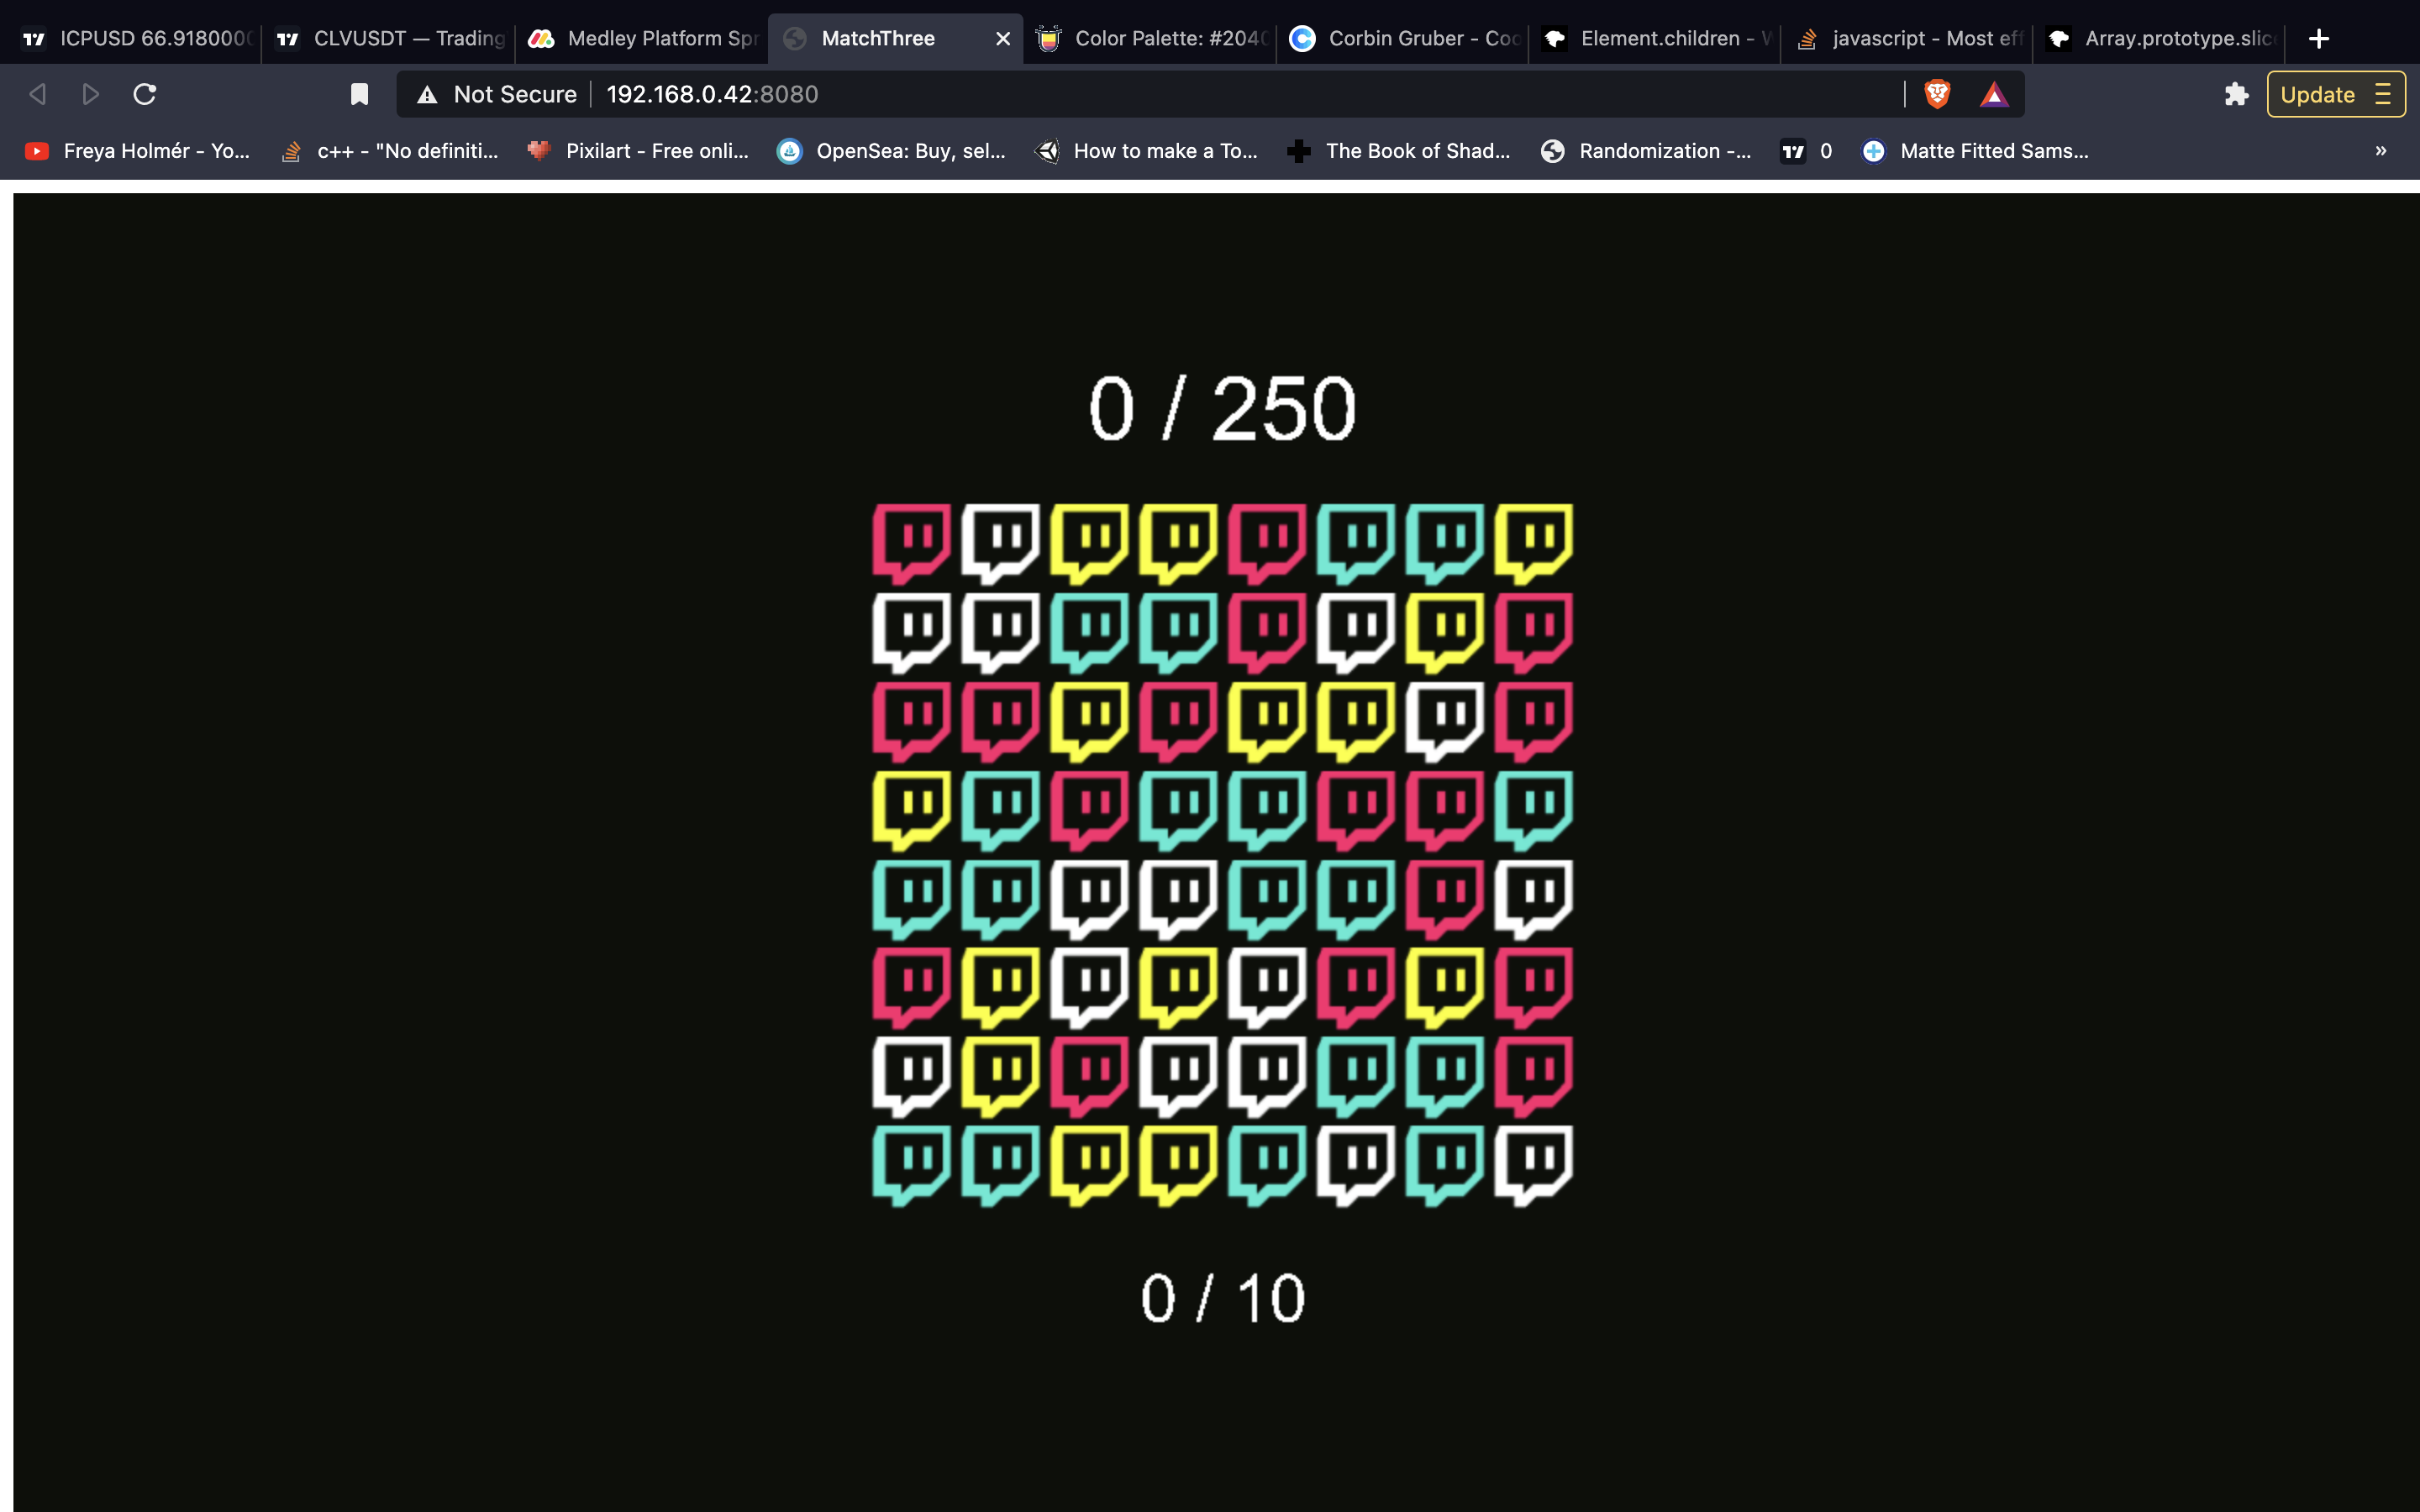 ICPUSD 66.918000
CLVUSDT — Trading
Medley Platform Spr
MatchThree
Color Palette: #204
Corbin Gruber - Coo
Element.children -
javascript - Most eff
Array.prototype.slic
Not Secure 192.168.0.42:8080
Update
Freya Holmér - Yo...
c++ - "No definiti...
Pixilart - Free onli...
OpenSea: Buy, sel...
How to make a To...
The Book of Shad...
Randomization -...
0
Matte Fitted Sams...
»
0 / 250
0 / 10